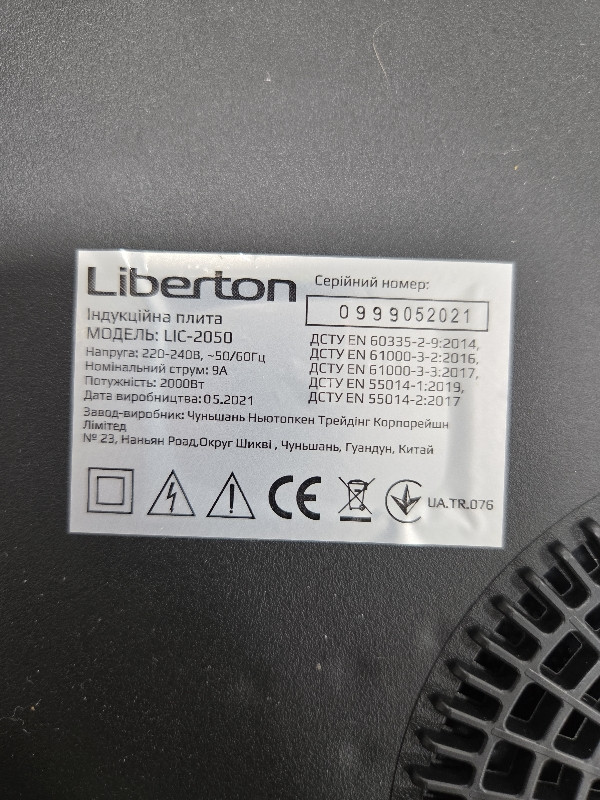 Liberton
Серійний номер:
0999052021
Індукційна плита
МОДЕЛЬ: LIC-2050
Напруга: 220-240В, ~50/60Гц
Номінальний струм: 9А
Потужність: 2000Вт
Дата виробництва: 05.2021
ДСТУ EN 60335-2-9:2014,
ДСТУ EN 61000-3-2:2016,
ДСТУ EN 61000-3-3:2017,
ДСТУ EN 55014-1:2019,
ДСТУ EN 55014-2:2017
Завод-виробник: Чуньшань Ньютопкен Трейдінг Корпорейшн
Лімітед
№ 23, Наньян Роад,Округ Шикві , Чуньшань, Гуандун, Китай
CE
UA.TR.076